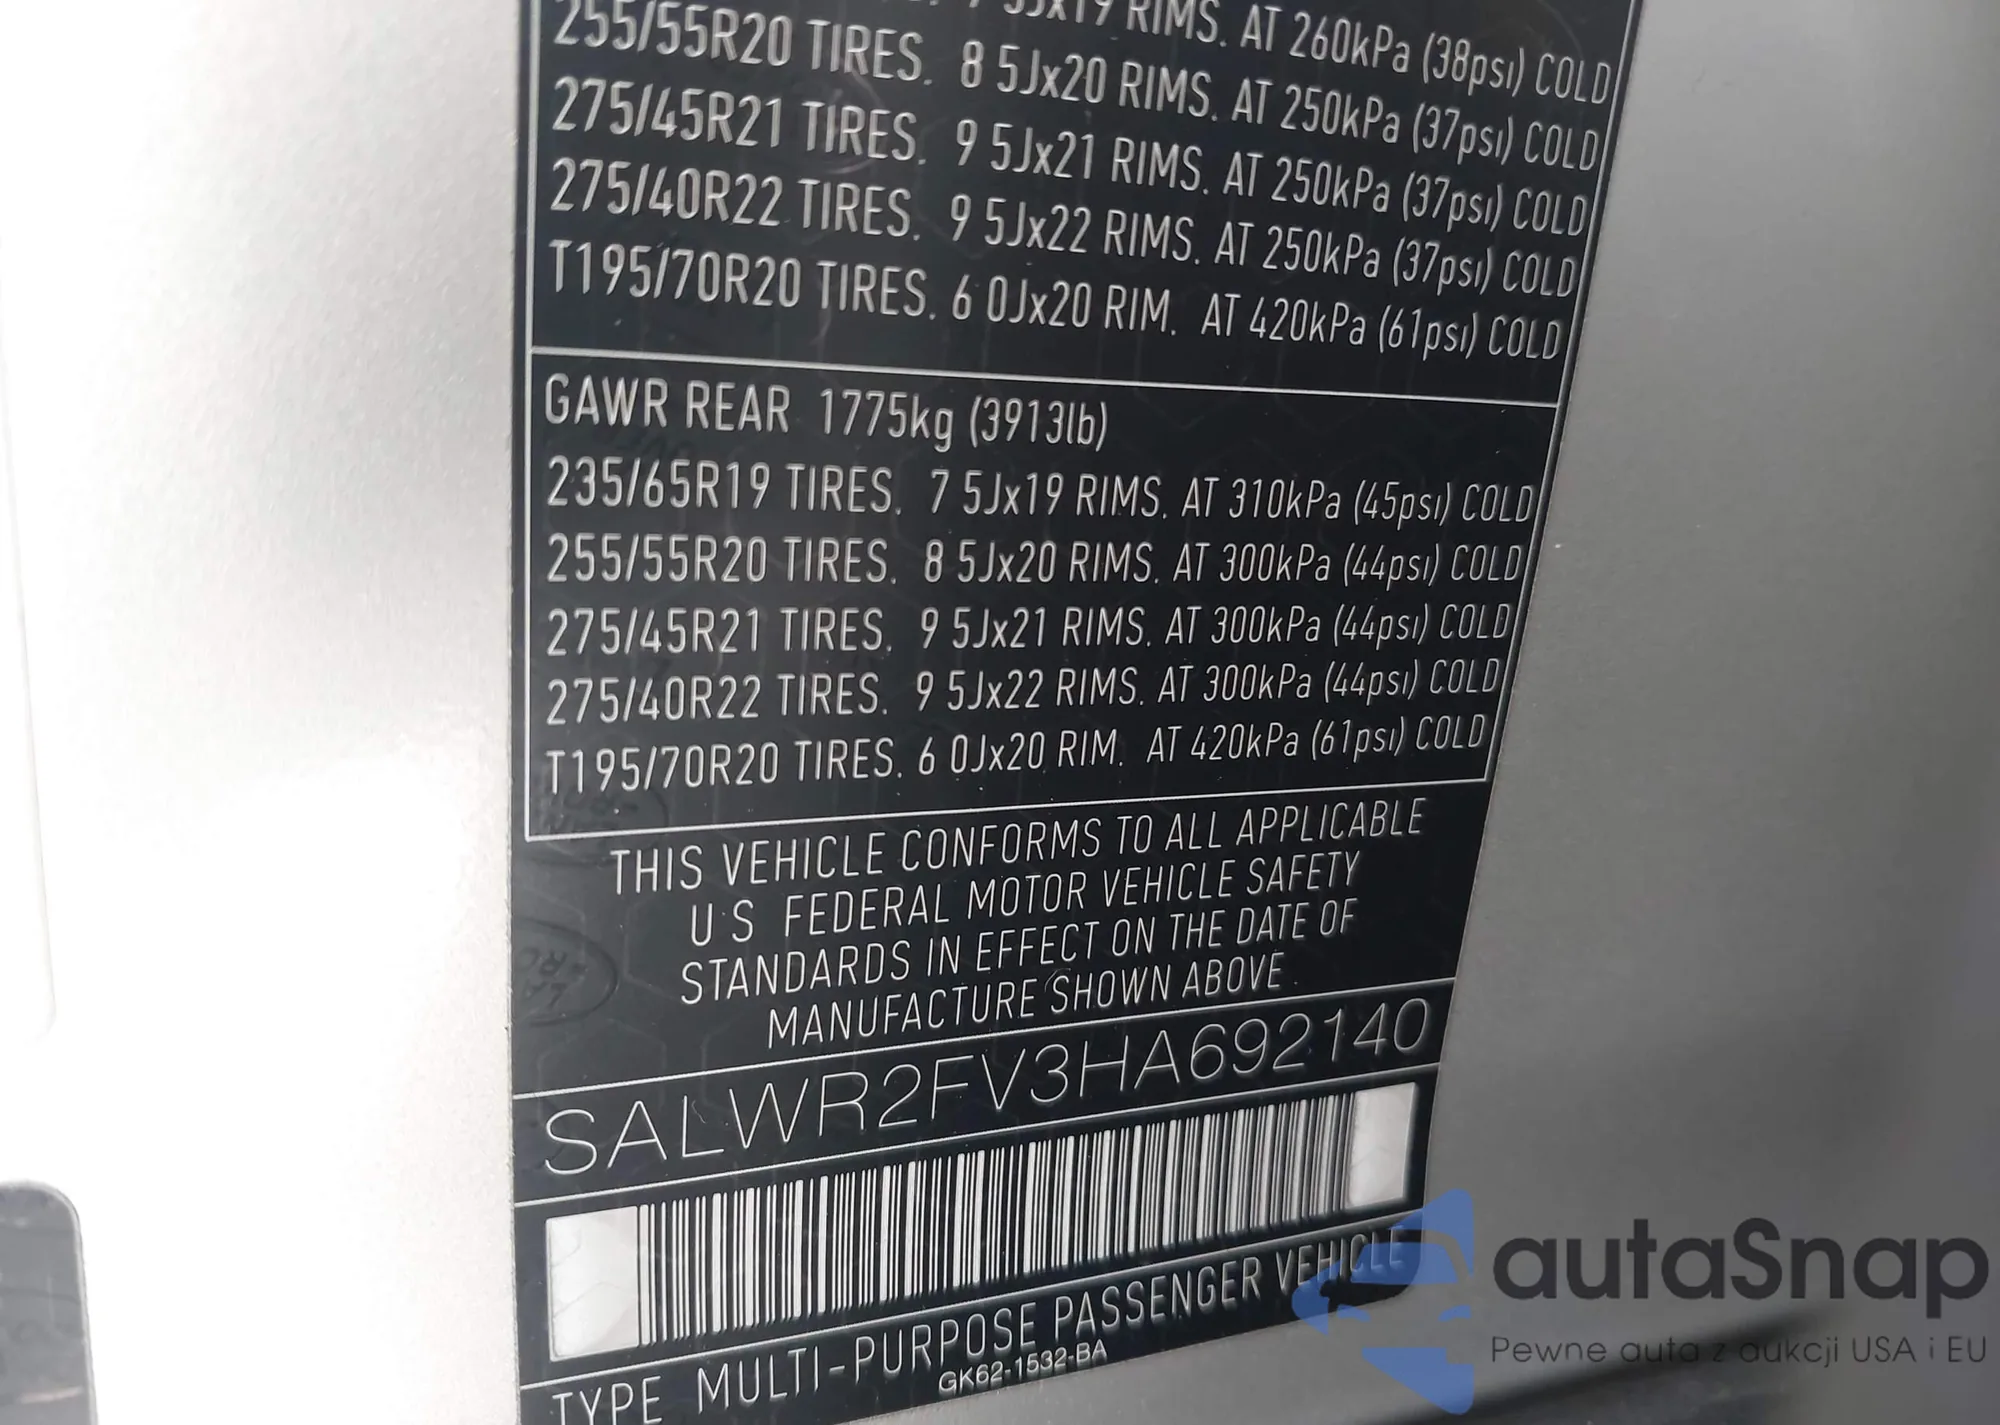 5Jx19 RIMS. AT 260kPa (38psi) COLD
255/55R20 TIRES. 8 5Jx20 RIMS. AT 250kPa (37psi) COLD
275/45R21 TIRES. 9 5Jx21 RIMS. AT 250kPa (37psi) COLD
275/40R22 TIRES. 9 5Jx22 RIMS. AT 250kPa (37psi) COLD
T195/70R20 TIRES. 6 0Jx20 RIM. AT 420kPa (61psi) COLD
GAWR REAR 1775kg (3913lb)
235/65R19 TIRES. 7 5Jx19 RIMS. AT 310kPa (45psi) COLD
255/55R20 TIRES. 8 5Jx20 RIMS. AT 300kPa (44psi) COLD
275/45R21 TIRES. 9 5Jx21 RIMS. AT 300kPa (44psi) COLD
275/40R22 TIRES. 9 5Jx22 RIMS. AT 300kPa (44psi) COLD
T195/70R20 TIRES. 6 0Jx20 RIM. AT 420kPa (61psi) COLD
THIS VEHICLE CONFORMS TO ALL APPLICABLE
U S FEDERAL MOTOR VEHICLE SAFETY
STANDARDS IN EFFECT ON THE DATE OF
MANUFACTURE SHOWN ABOVE
SALWR2FV3HA692140
TYPE MULTI-PURPOSE PASSENGER VEHICLE
GK62-1532-BA
autaSnap
Pewne auta z aukcji USA i EU